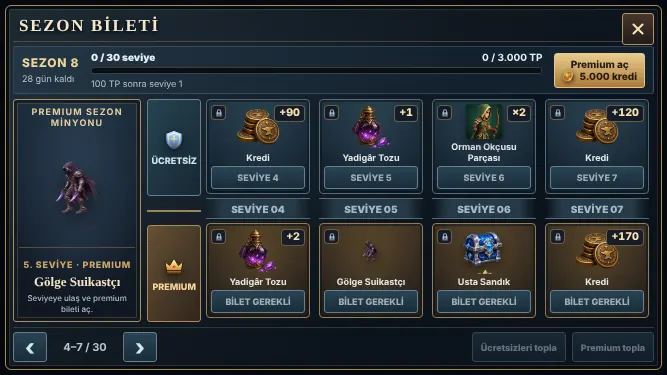 SEZON BİLETİ
SEZON 8
28 gün kaldı
0 / 30 seviye
0 / 3.000 TP
100 TP sonra seviye 1
Premium aç
5.000 kredi
PREMIUM SEZON
MİNYONU
5. SEVİYE · PREMIUM
Gölge Suikastçı
Seviyeye ulaş ve premium
bileti aç.
ÜCRETSİZ
+90
Kredi
SEVİYE 4
+1
Yadigâr Tozu
SEVİYE 5
×2
Orman Okçusu
Parçası
SEVİYE 6
+120
Kredi
SEVİYE 7
SEVİYE 04
SEVİYE 05
SEVİYE 06
SEVİYE 07
PREMIUM
+2
Yadigâr Tozu
BİLET GEREKLİ
Gölge Suikastçı
BİLET GEREKLİ
Usta Sandık
BİLET GEREKLİ
+170
Kredi
BİLET GEREKLİ
4–7 / 30
Ücretsizleri topla
Premium topla